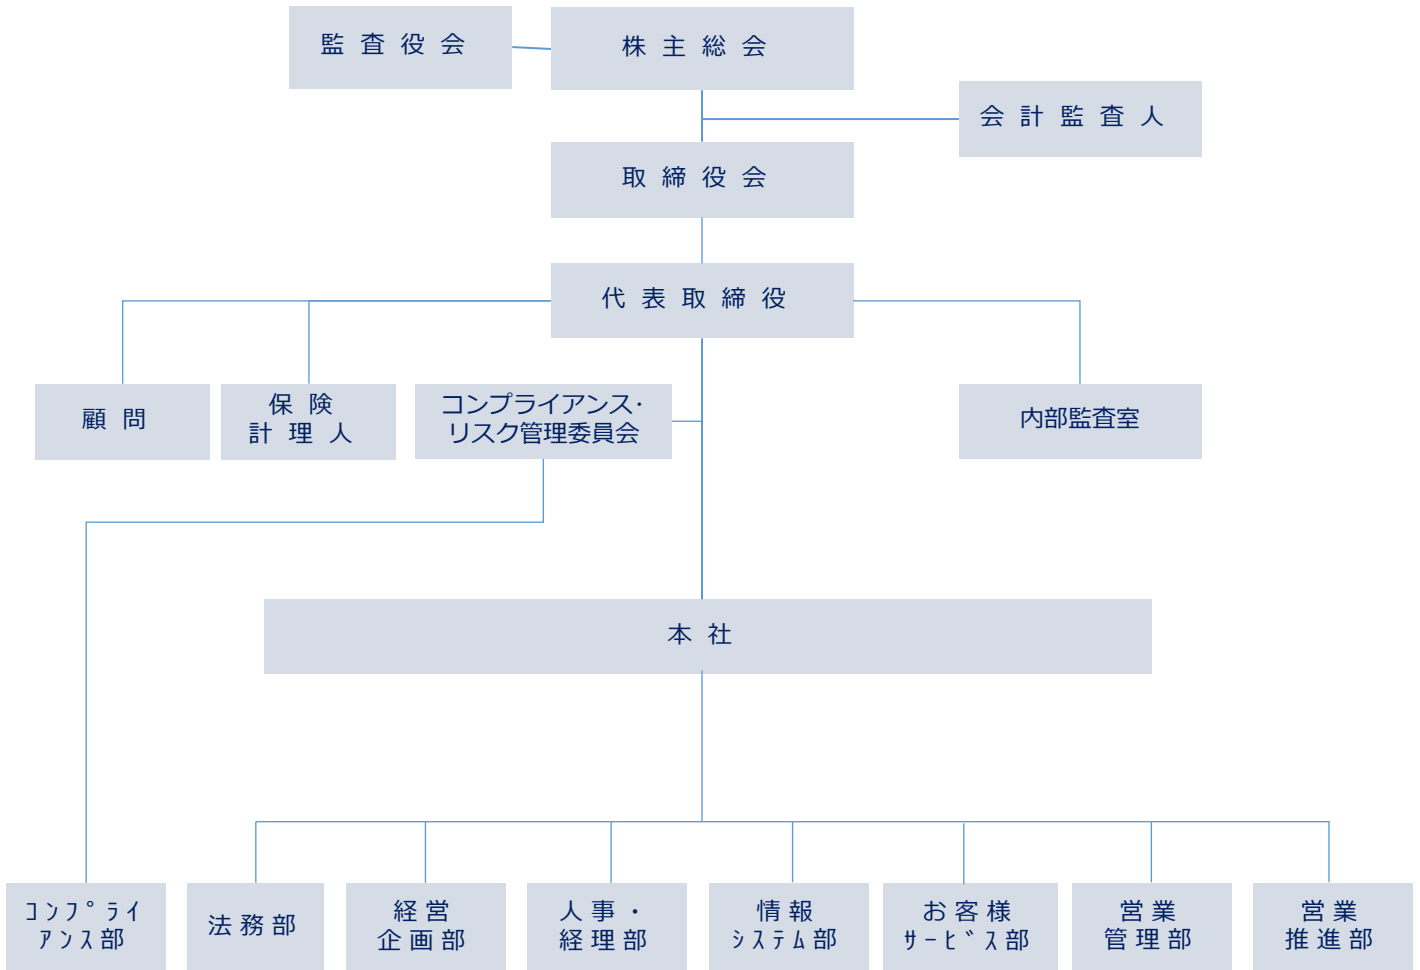 監査役会
株主総会
会計監査人
取締役会
代表取締役
顧問
保険
計理人
コンプライアンス・
リスク管理委員会
内部監査室
本社
ｺﾝﾌﾟﾗｲ
ｱﾝｽ部
法務部
経営
企画部
人事・
経理部
情報
ｼｽﾃﾑ部
お客様
ｻｰﾋﾞｽ部
営業
管理部
営業
推進部